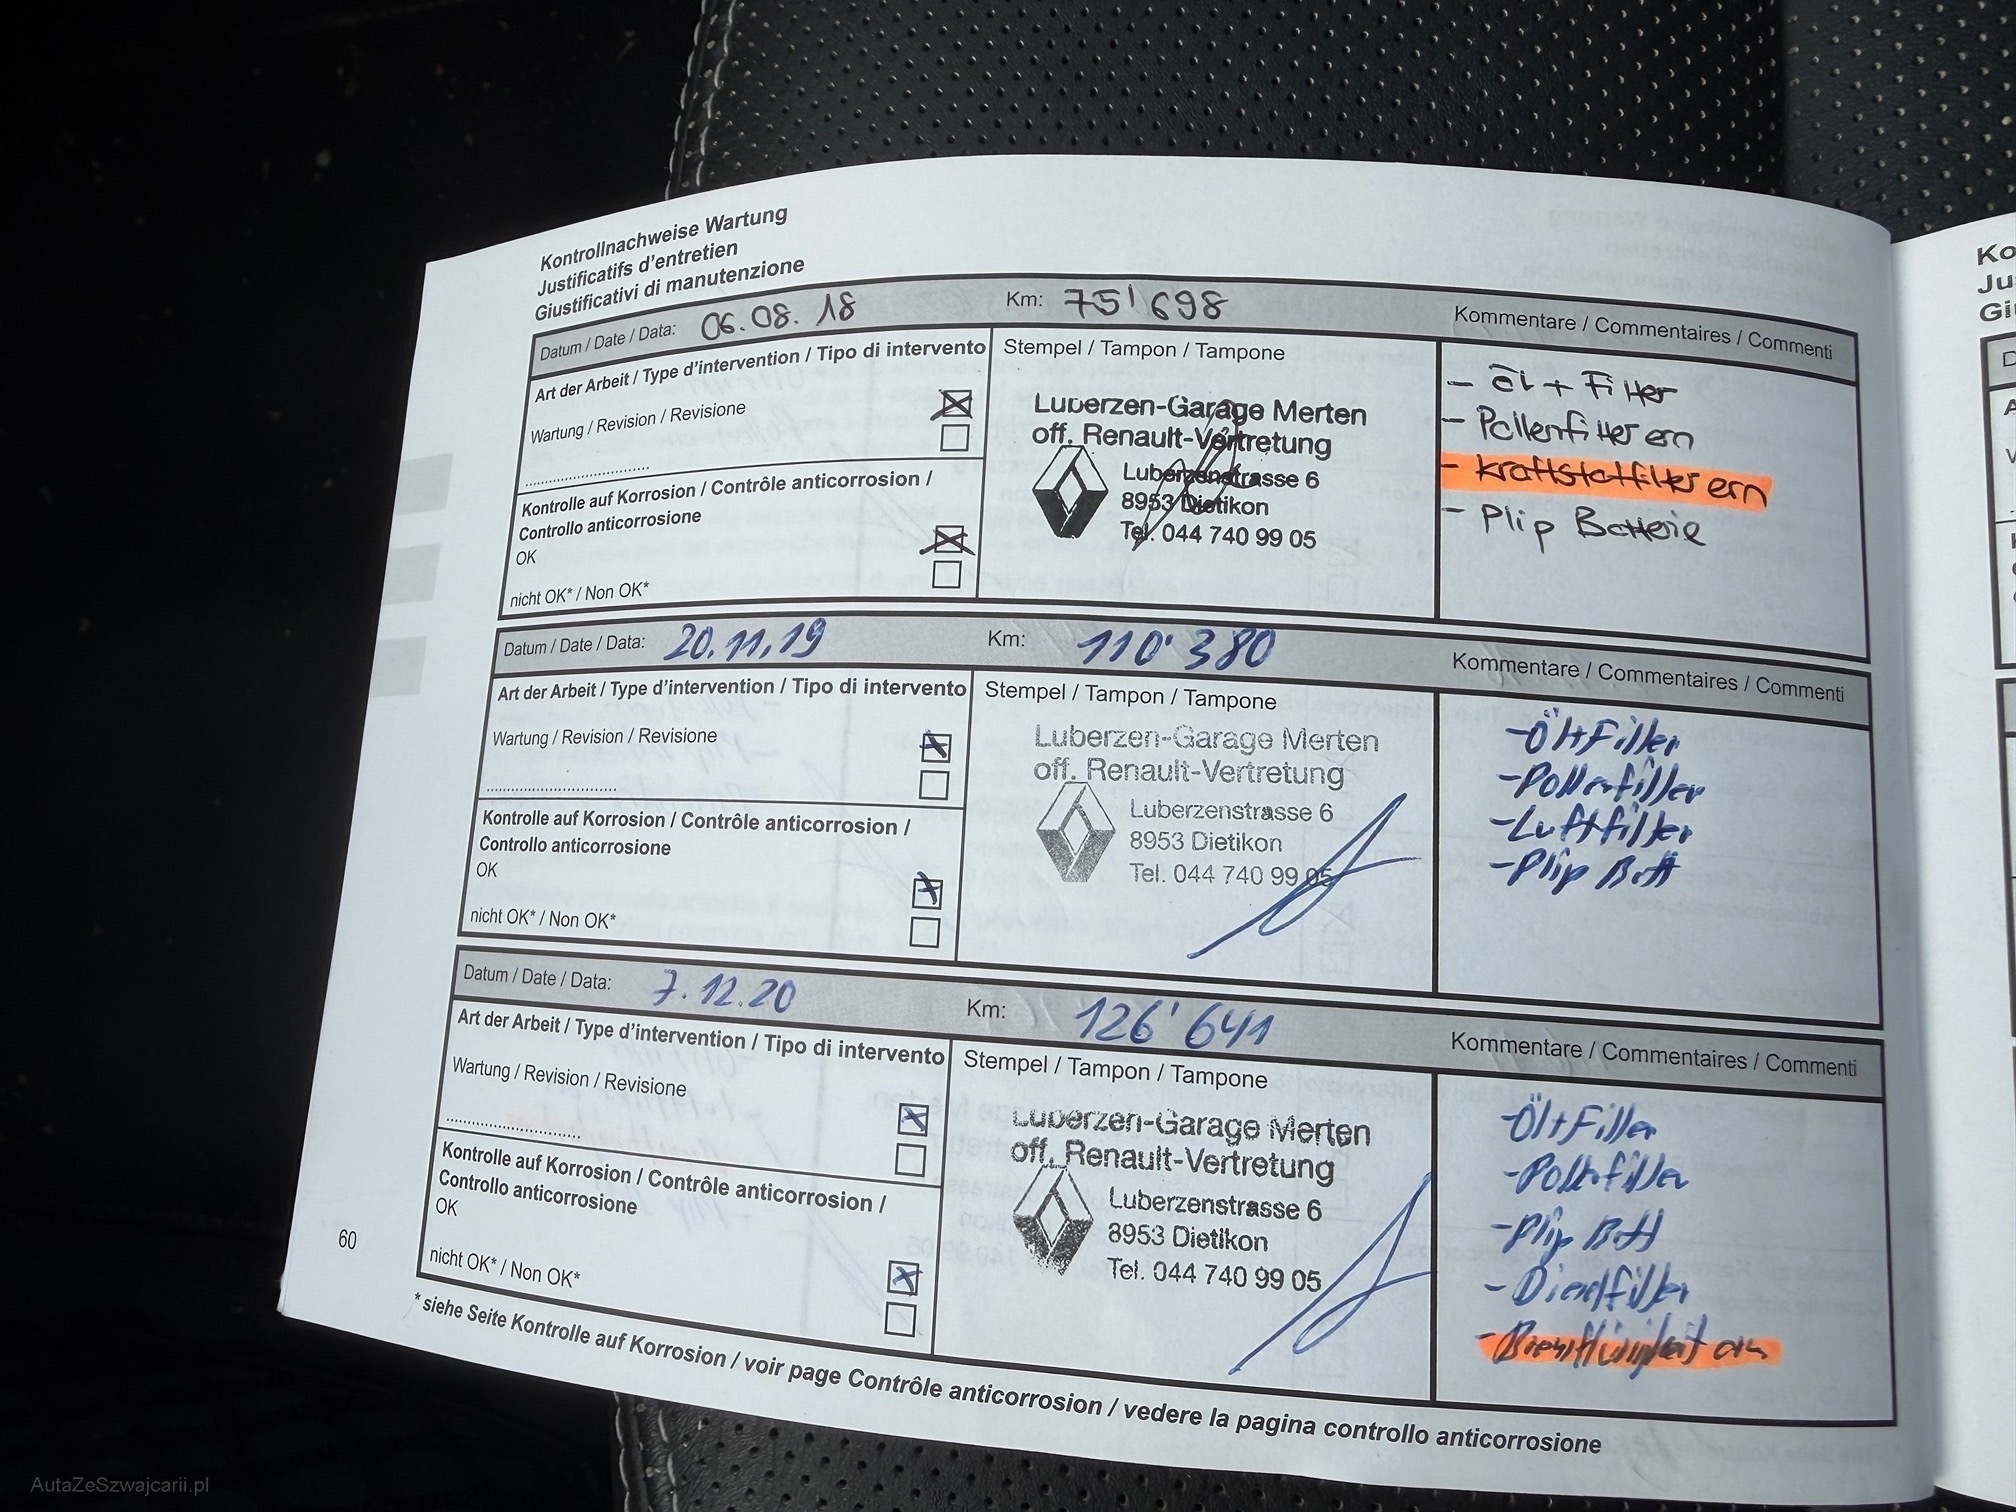 Kontrollnachweise Wartung
Justificatifs d'entretien
Giustificativi di manutenzione
Datum / Date / Data: 06.08.18 Km: 75'698 Kommentare / Commentaires / Commenti
Art der Arbeit / Type d'intervention / Tipo di intervento
Wartung / Revision / Revisione
Kontrolle auf Korrosion / Contrôle anticorrosion /
Controllo anticorrosione
OK
nicht OK* / Non OK*
Stempel / Tampon / Tampone
Luberzen-Garage Merten
off. Renault-Vertretung
Luberzenstrasse 6
8953 Dietikon
Tel. 044 740 99 05
- Öl + Filter
- Pollenfilter ern
- Kraftstoffilter ern
- Plip Batterie
Datum / Date / Data: 20.11.19 Km: 110'380 Kommentare / Commentaires / Commenti
Art der Arbeit / Type d'intervention / Tipo di intervento
Wartung / Revision / Revisione
Kontrolle auf Korrosion / Contrôle anticorrosion /
Controllo anticorrosione
OK
nicht OK* / Non OK*
Stempel / Tampon / Tampone
Luberzen-Garage Merten
off. Renault-Vertretung
Luberzenstrasse 6
8953 Dietikon
Tel. 044 740 99 05
- Öl+Filter
- Pollenfilter
- Luftfilter
- Plip Batt
Datum / Date / Data: 7.12.20 Km: 126'641 Kommentare / Commentaires / Commenti
Art der Arbeit / Type d'intervention / Tipo di intervento
Wartung / Revision / Revisione
Kontrolle auf Korrosion / Contrôle anticorrosion /
Controllo anticorrosione
OK
nicht OK* / Non OK*
Stempel / Tampon / Tampone
Luberzen-Garage Merten
off. Renault-Vertretung
Luberzenstrasse 6
8953 Dietikon
Tel. 044 740 99 05
- Öl+Filter
- Pollenfilter
- Plip Batt
- Dieselfilter
60
* siehe Seite Kontrolle auf Korrosion / voir page Contrôle anticorrosion / vedere la pagina controllo anticorrosione
Ko
Ju
Gi
AutaZeSzwajcarii.pl